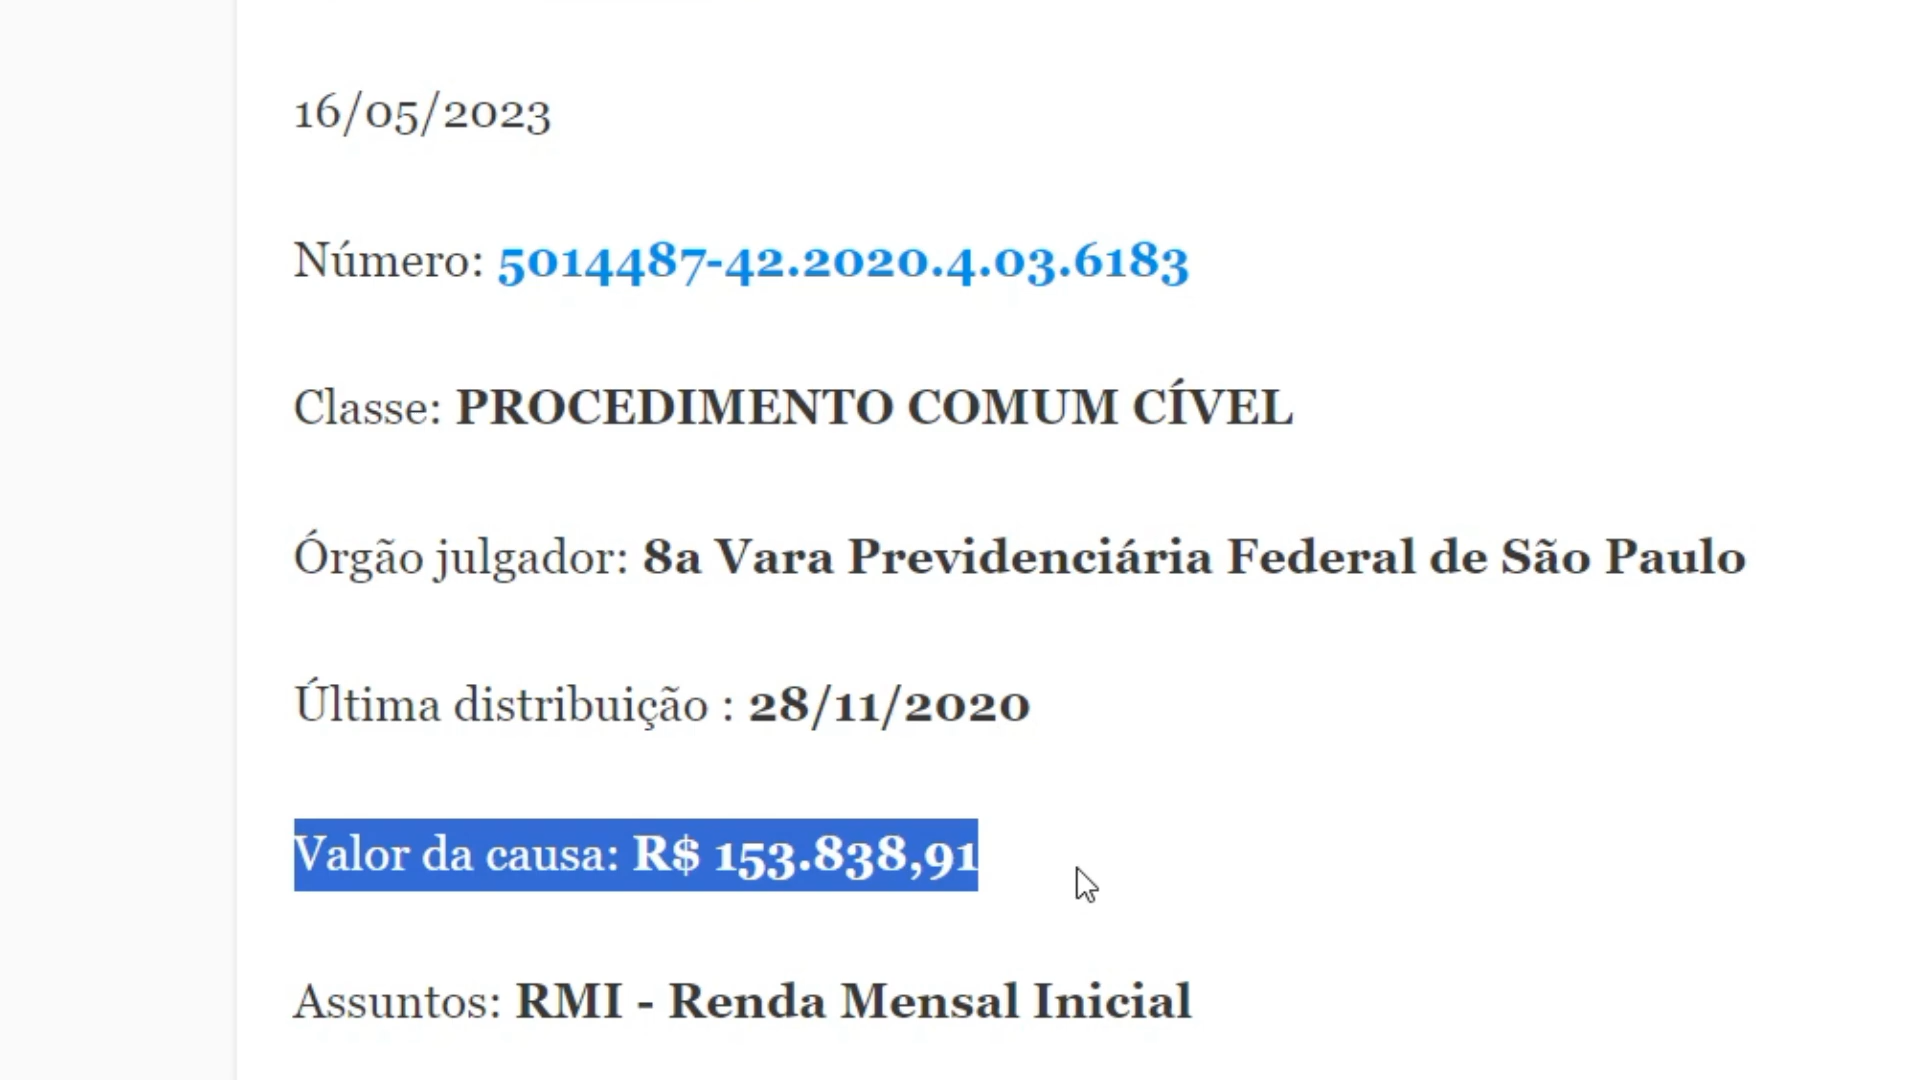 16/05/2023
Número: 5014487-42.2020.4.03.6183
Classe: PROCEDIMENTO COMUM CÍVEL
Órgão julgador: 8a Vara Previdenciária Federal de São Paulo
Última distribuição : 28/11/2020
Valor da causa: R$ 153.838,91
Assuntos: RMI - Renda Mensal Inicial